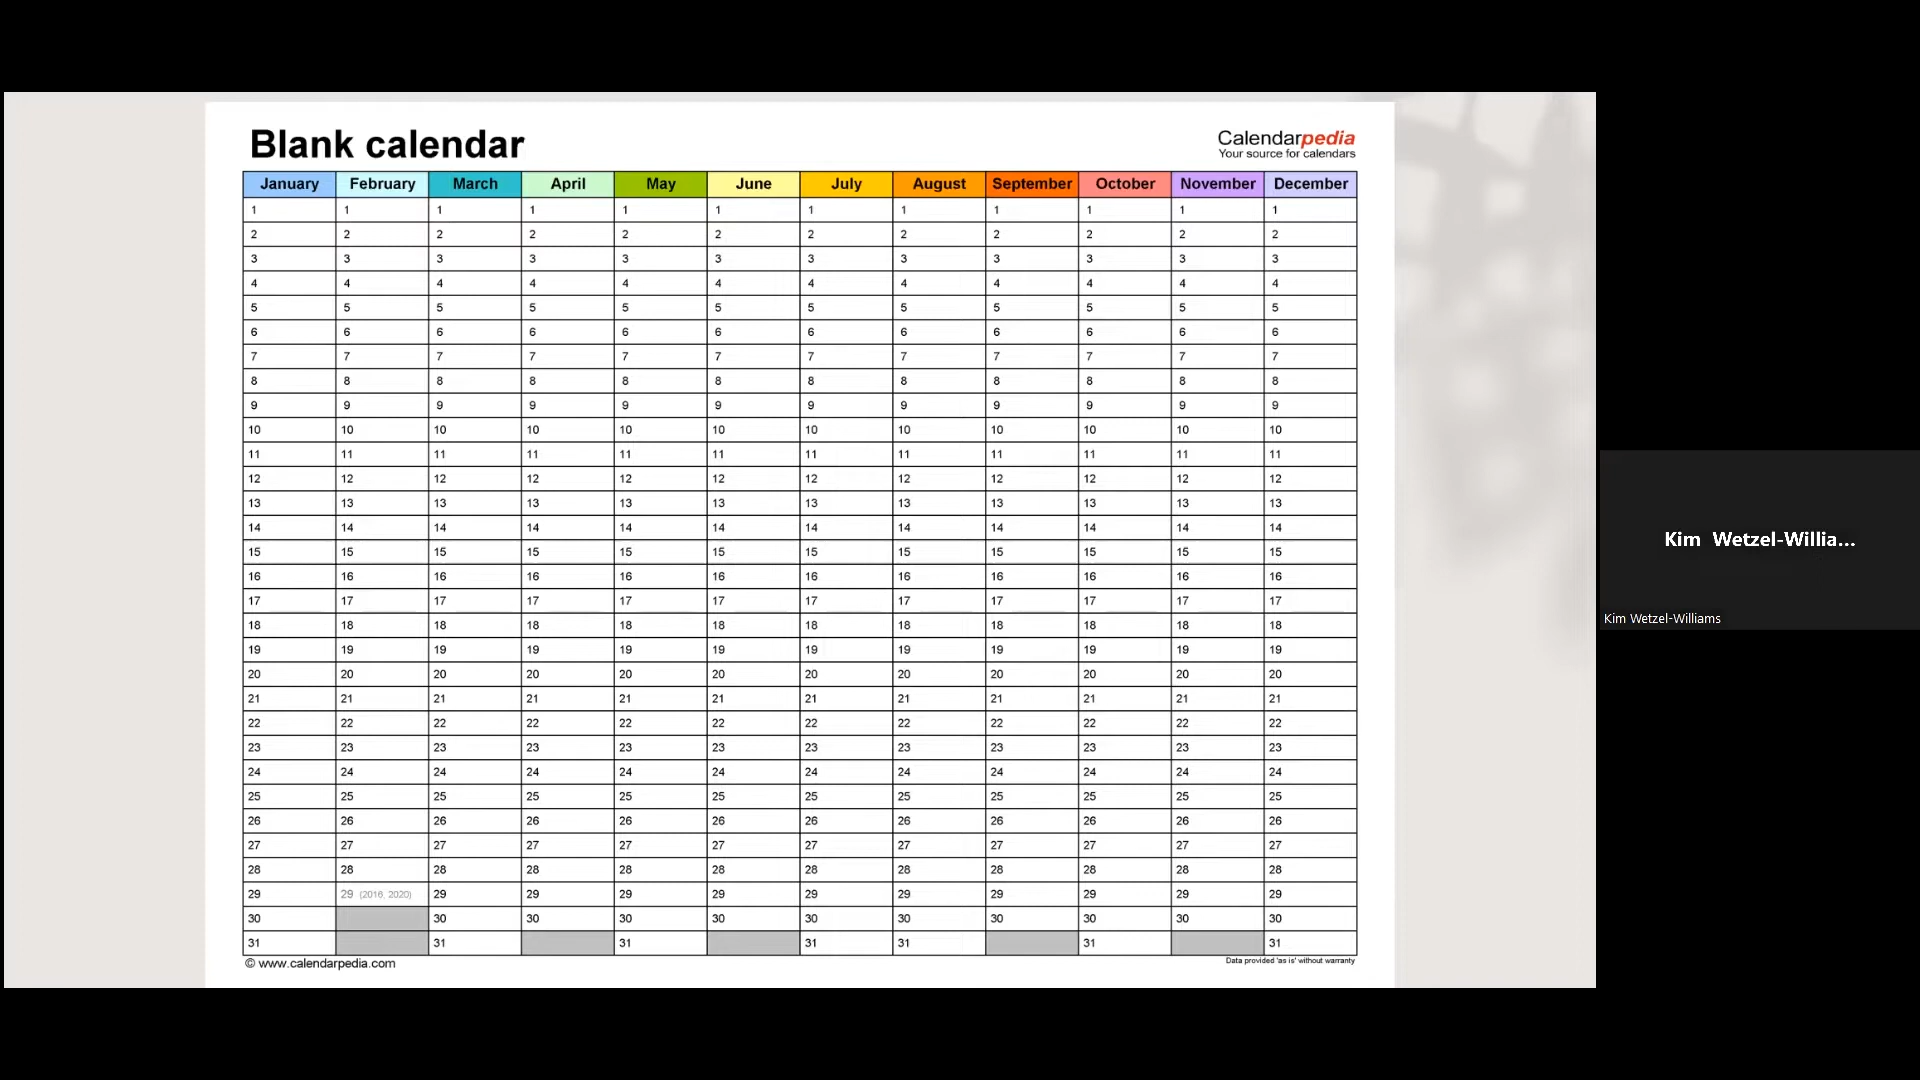 Blank calendar
Calendarpedia
Your source for calendars
January February March April May June July August September October November December
1 1 1 1 1 1 1 1 1 1 1 1
2 2 2 2 2 2 2 2 2 2 2 2
3 3 3 3 3 3 3 3 3 3 3 3
4 4 4 4 4 4 4 4 4 4 4 4
5 5 5 5 5 5 5 5 5 5 5 5
6 6 6 6 6 6 6 6 6 6 6 6
7 7 7 7 7 7 7 7 7 7 7 7
8 8 8 8 8 8 8 8 8 8 8 8
9 9 9 9 9 9 9 9 9 9 9 9
10 10 10 10 10 10 10 10 10 10 10 10
11 11 11 11 11 11 11 11 11 11 11 11
12 12 12 12 12 12 12 12 12 12 12 12
13 13 13 13 13 13 13 13 13 13 13 13
14 14 14 14 14 14 14 14 14 14 14 14
15 15 15 15 15 15 15 15 15 15 15 15
16 16 16 16 16 16 16 16 16 16 16 16
17 17 17 17 17 17 17 17 17 17 17 17
18 18 18 18 18 18 18 18 18 18 18 18
19 19 19 19 19 19 19 19 19 19 19 19
20 20 20 20 20 20 20 20 20 20 20 20
21 21 21 21 21 21 21 21 21 21 21 21
22 22 22 22 22 22 22 22 22 22 22 22
23 23 23 23 23 23 23 23 23 23 23 23
24 24 24 24 24 24 24 24 24 24 24 24
25 25 25 25 25 25 25 25 25 25 25 25
26 26 26 26 26 26 26 26 26 26 26 26
27 27 27 27 27 27 27 27 27 27 27 27
28 28 28 28 28 28 28 28 28 28 28 28
29 29 (2016, 2020) 29 29 29 29 29 29 29 29 29 29
30 30 30 30 30 30 30 30 30 30 30
31 31 31 31 31 31 31
© www.calendarpedia.com
Data provided 'as is' without warranty
Kim Wetzel-Willia...
Kim Wetzel-Williams